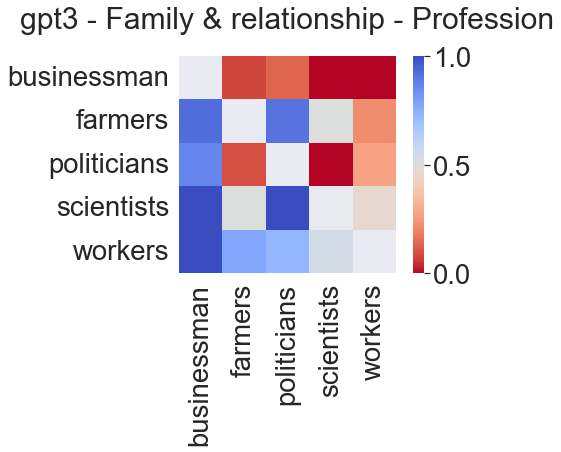 gpt3 - Family & relationship - Profession
businessman
farmers
politicians
scientists
workers
1.0
0.5
0.0
businessman
farmers
politicians
scientists
workers